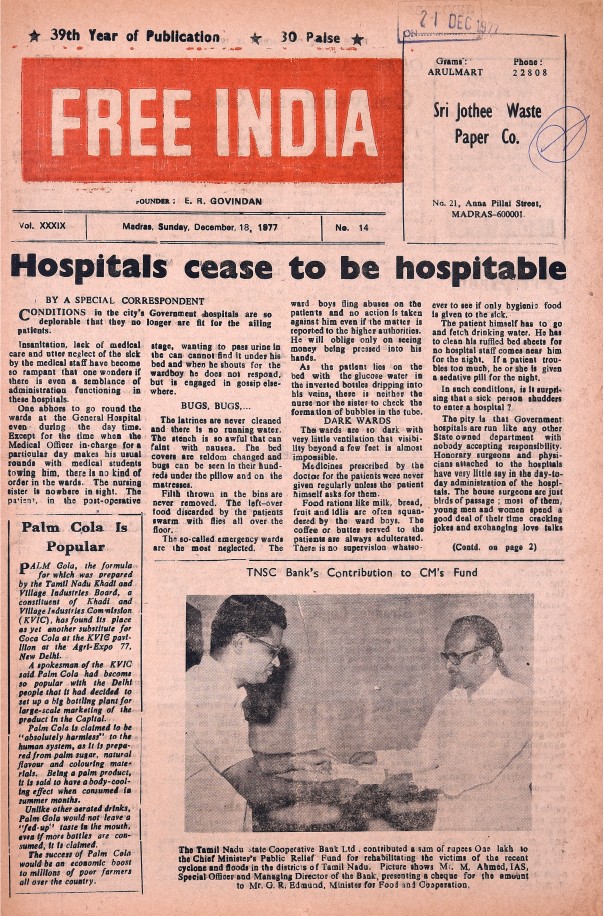 ★ 39th Year of Publication ★ 30 Paise ★
FREE INDIA
FOUNDER : E. R. GOVINDAN
21 DEC 1977
ON
Grams : Phone :
ARULMART 22808
Sri Jothee Waste
Paper Co.
No. 21, Anna Pillai Street,
MADRAS-600001
Vol. XXXIX Madras, Sunday, December, 18, 1977 No. 14
Hospitals cease to be hospitable
BY A SPECIAL CORRESPONDENT
CONDITIONS in the city's Government hospitals are so
deplorable that they no longer are fit for the ailing
patients.
Insanitation, lack of medical
care and utter neglect of the sick
by the medical staff have become
so rampant that one wonders if
there is even a semblance of
administration functioning in
these hospitals.
One abhors to go round the
wards at the General Hospital
even during the day time.
Except for the time when the
Medical Officer in-charge for a
particular day makes his usual
rounds with medical students
towing him, there is no kind of
order in the wards. The nursing
sister is nowhere in sight. The
patient, in the post-operative
stage, wanting to pass urine in
the can cannot find it under his
bed and when he shouts for the
wardboy he does not respond,
but is engaged in gossip else-
where.
BUGS, BUGS,...
The latrines are never cleaned
and there is no running water.
The stench is so awful that can
faint with nausea. The bed
covers are reldom changed and
bugs can be seen in their hund-
reds under the pillow and on the
matresses.
Filth thrown in the bins are
never removed. The left-over
food discarded by the patients
swarm with flies all over the
floor.
The so-called emergency wards
are the most neglected. The
ward boys fling abuses on the
patients and no action is taken
against him even if the matter is
reported to the higher authorities.
He will oblige only on seeing
money being pressed into his
hands.
As the patient lies on the
bed with the glucose water in
the invested bottles dripping into
his veins, there is neither the
nurse nor the sister to check the
formation of bubbles in the tube.
DARK WARDS
The wards are so dark with
very little ventilation that visibi-
lity beyond a few feet is almost
impossible.
Medicines prescribed by the
doctor for the patients were never
given regularly unless the patient
himself asks for them.
Food rations like milk, bread,
fruit and idlis are often squan-
dered by the ward boys. The
coffee or buttes served to the
patients are always adulterated.
There is no supervision whatso-
ever to see if only hygienic food
is given to the sick.
The patient himself has to go
and fetch drinking water. He has
to clean his ruffled bed sheets for
no hospital staff comes near him
for the night. If a patient trou-
bles too much, he or she is given
a sedative pill for the night.
In such conditions, is it surpri-
sing that a sick person shudders
to enter a hospital ?
The pity is that Government
hospitals are run like any other
State owned department with
nobody accepting responsibility.
Honorary surgeons and physi-
cians attached to the hospitals
have very little say in the day-to-
day administration of the hospi-
tals. The house surgeons are just
birds of passage ; most of them,
young men and women spend a
good deal of their time cracking
jokes and exchanging love talks
(Contd. on page 2)
Palm Cola Is
Popular
PALM Cola, the formula
for which was prepared
by the Tamil Nadu Khadi and
Village Industries Board, a
constituent of Khadi and
Village Industries Commission
(KVIC), has found its place
as yet another substitute for
Coca Cola at the KVIC pavi-
llion at the Agri-Expo 77,
New Delhi.
A spokesman of the KVIC
said Palm Cola had become
so popular with the Delhi
people that it had decided to
set up a big bottling plant for
large-scale marketing of the
product in the Capital.
Palm Cola is claimed to be
"absolutely harmless" to the
human system, as it is prepa-
red from palm sugar, natural
flavour and colouring mate-
rials. Being a palm product,
it is said to have a body-cool-
ing effect when consumed in
summer months.
Unlike other aerated drinks,
Palm Cola would not leave a
"fed-up" taste in the mouth,
even if more bottles are con-
sumed, it is claimed.
The success of Palm Cola
would be an economic boost
to millions of poor farmers
all over the country.
TNSC Bank's Contribution to CM's Fund
The Tamil Nadu State Cooperative Bank Ltd., contributed a sum of rupees One lakh to
the Chief Minister's Public Relief Fund for rehabilitating the victims of the recent
cyclone and floods in the districts of Tamil Nadu. Picture shows Mr. M. Ahmed, IAS,
Special Officer and Managing Director of the Bank, presenting a cheque for the amount
to Mr. G. R. Edmund, Minister for Food and Cooperation.